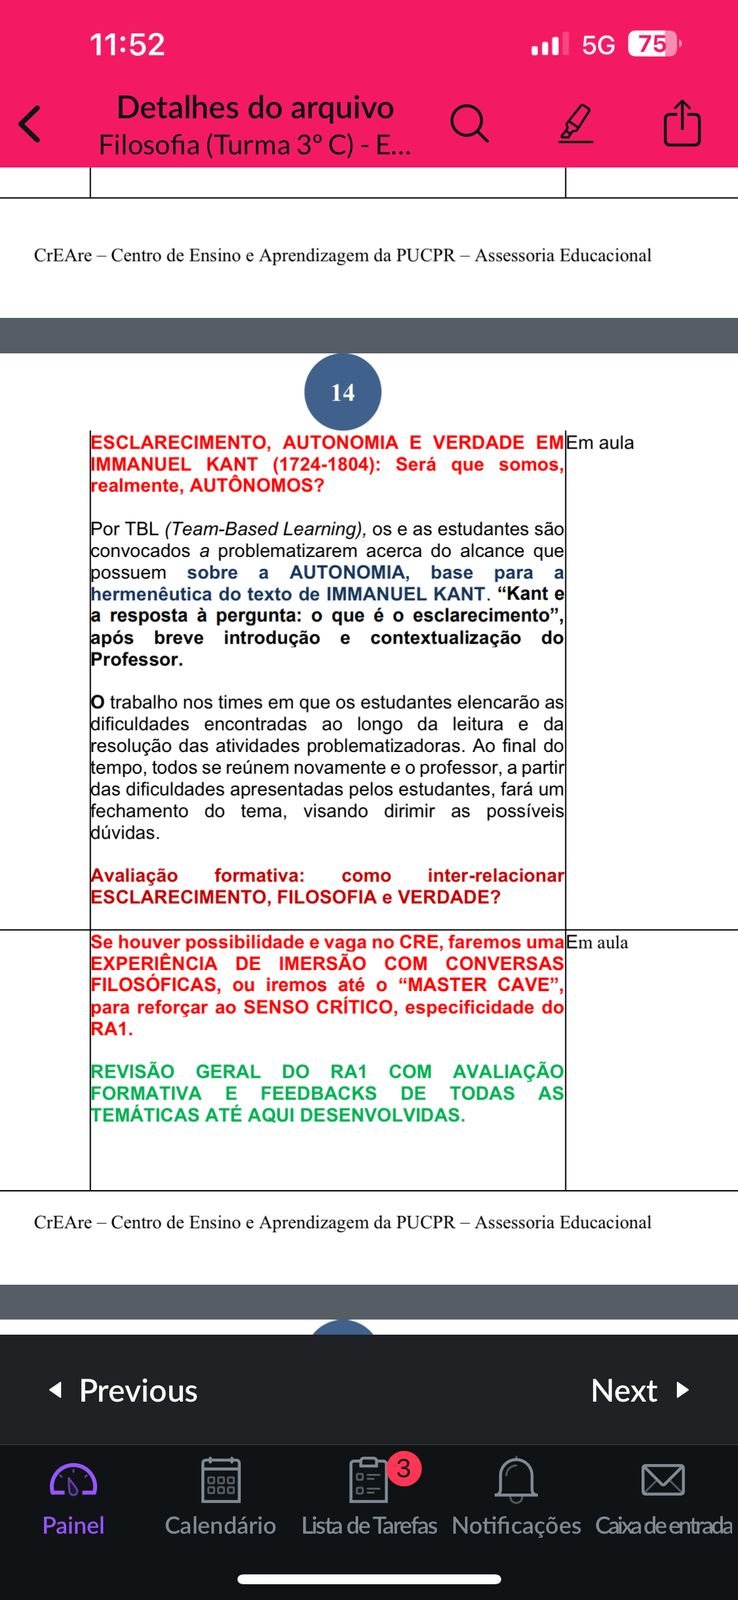 11:52
5G 75
Detalhes do arquivo
Filosofia (Turma 3º C) - E...
CrEAre – Centro de Ensino e Aprendizagem da PUCPR – Assessoria Educacional
14
ESCLARECIMENTO, AUTONOMIA E VERDADE EM
IMMANUEL KANT (1724-1804): Será que somos,
realmente, AUTÔNOMOS?
Em aula
Por TBL (Team-Based Learning), os e as estudantes são
convocados a problematizarem acerca do alcance que
possuem sobre a AUTONOMIA, base para a
hermenêutica do texto de IMMANUEL KANT. “Kant e
a resposta à pergunta: o que é o esclarecimento”,
após breve introdução e contextualização do
Professor.
O trabalho nos times em que os estudantes elencarão as
dificuldades encontradas ao longo da leitura e da
resolução das atividades problematizadoras. Ao final do
tempo, todos se reúnem novamente e o professor, a partir
das dificuldades apresentadas pelos estudantes, fará um
fechamento do tema, visando dirimir as possíveis
dúvidas.
Avaliação formativa: como inter-relacionar
ESCLARECIMENTO, FILOSOFIA e VERDADE?
Se houver possibilidade e vaga no CRE, faremos uma
EXPERIÊNCIA DE IMERSÃO COM CONVERSAS
FILOSÓFICAS, ou iremos até o “MASTER CAVE”,
para reforçar ao SENSO CRÍTICO, especificidade do
RA1.
Em aula
REVISÃO GERAL DO RA1 COM AVALIAÇÃO
FORMATIVA E FEEDBACKS DE TODAS AS
TEMÁTICAS ATÉ AQUI DESENVOLVIDAS.
CrEAre – Centro de Ensino e Aprendizagem da PUCPR – Assessoria Educacional
Previous
Next
3
Painel
Calendário
Lista de Tarefas
Notificações
Caixa de entrada